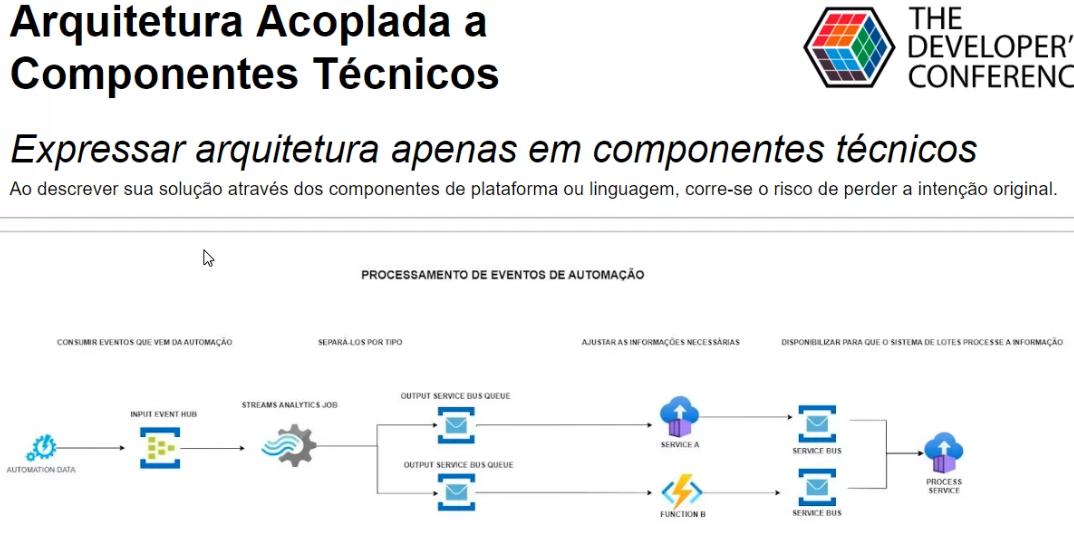 Arquitetura Acoplada a
Componentes Técnicos
THE
DEVELOPER'
CONFERENC
Expressar arquitetura apenas em componentes técnicos
Ao descrever sua solução através dos componentes de plataforma ou linguagem, corre-se o risco de perder a intenção original.
PROCESSAMENTO DE EVENTOS DE AUTOMAÇÃO
CONSUMIR EVENTOS QUE VEM DA AUTOMAÇÃO
SEPARÁ-LOS POR TIPO
AJUSTAR AS INFORMAÇÕES NECESSÁRIAS
DISPONIBILIZAR PARA QUE O SISTEMA DE LOTES PROCESSE A INFORMAÇÃO
AUTOMATION DATA
INPUT EVENT HUB
STREAMS ANALYTICS JOB
OUTPUT SERVICE BUS QUEUE
OUTPUT SERVICE BUS QUEUE
SERVICE A
FUNCTION B
SERVICE BUS
SERVICE BUS
PROCESS
SERVICE